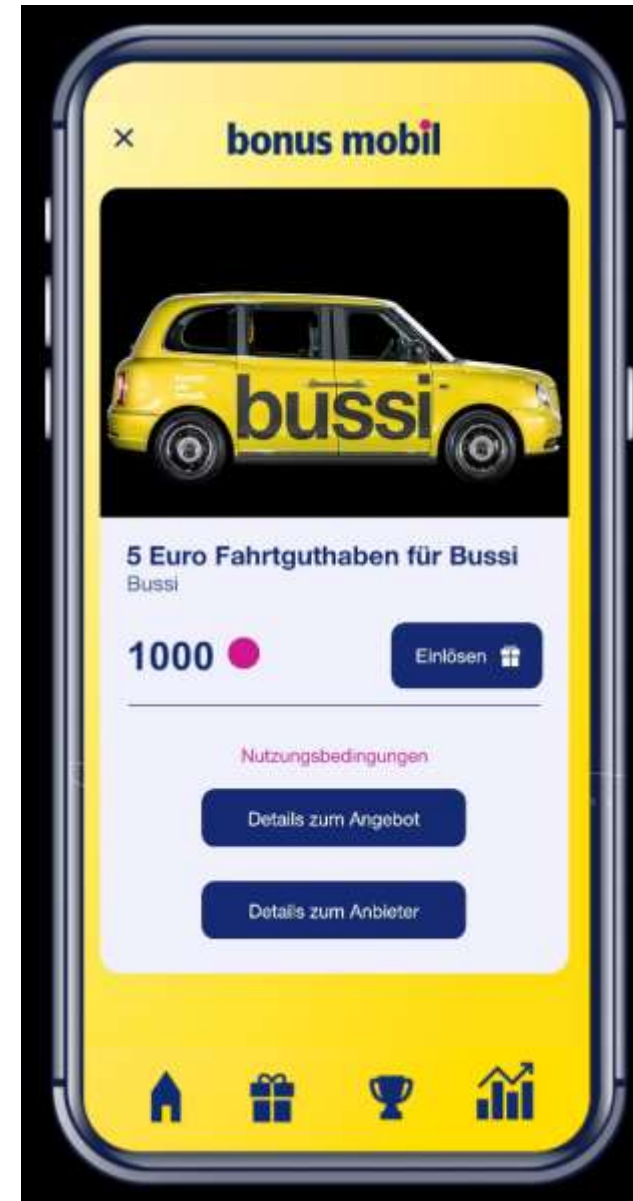 ×
bonus mobil
bussi
5 Euro Fahrtguthaben für Bussi
Bussi
1000
Einlösen
Nutzungsbedingungen
Details zum Angebot
Details zum Anbieter